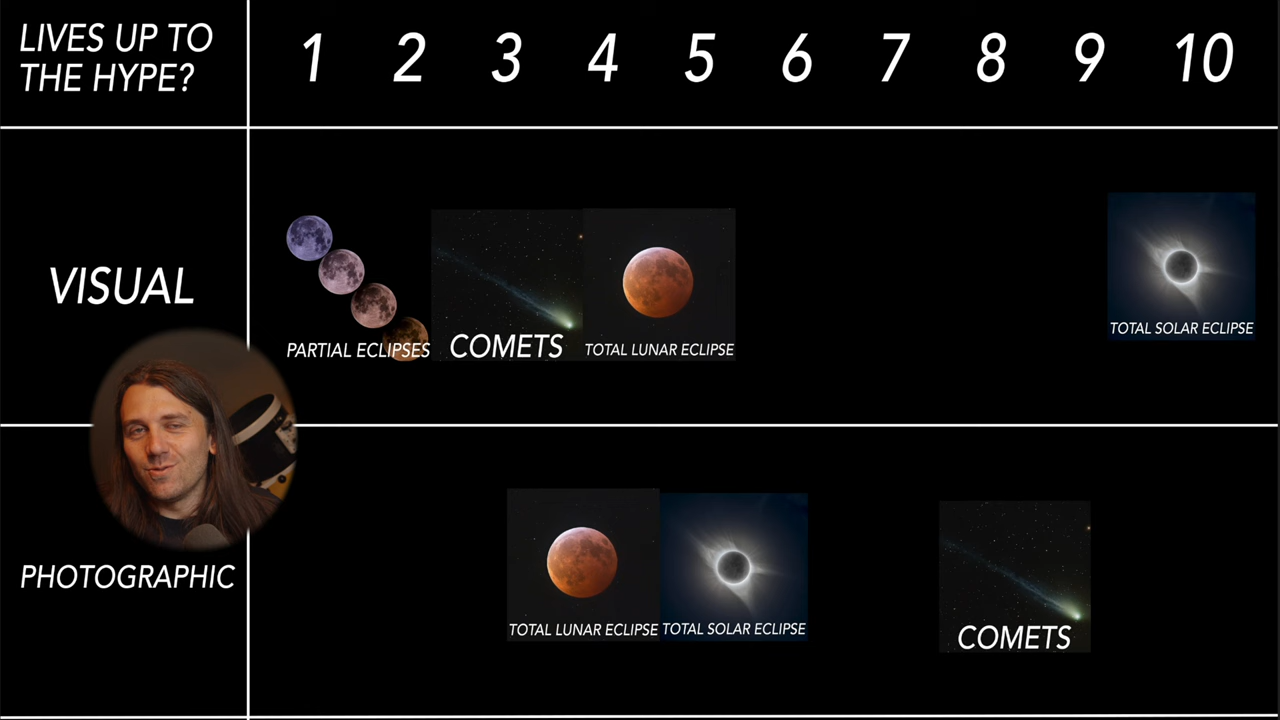 LIVES UP TO
THE HYPE?
1 2 3 4 5 6 7 8 9 10
VISUAL
PARTIAL ECLIPSES
COMETS
TOTAL LUNAR ECLIPSE
TOTAL SOLAR ECLIPSE
PHOTOGRAPHIC
TOTAL LUNAR ECLIPSE
TOTAL SOLAR ECLIPSE
COMETS